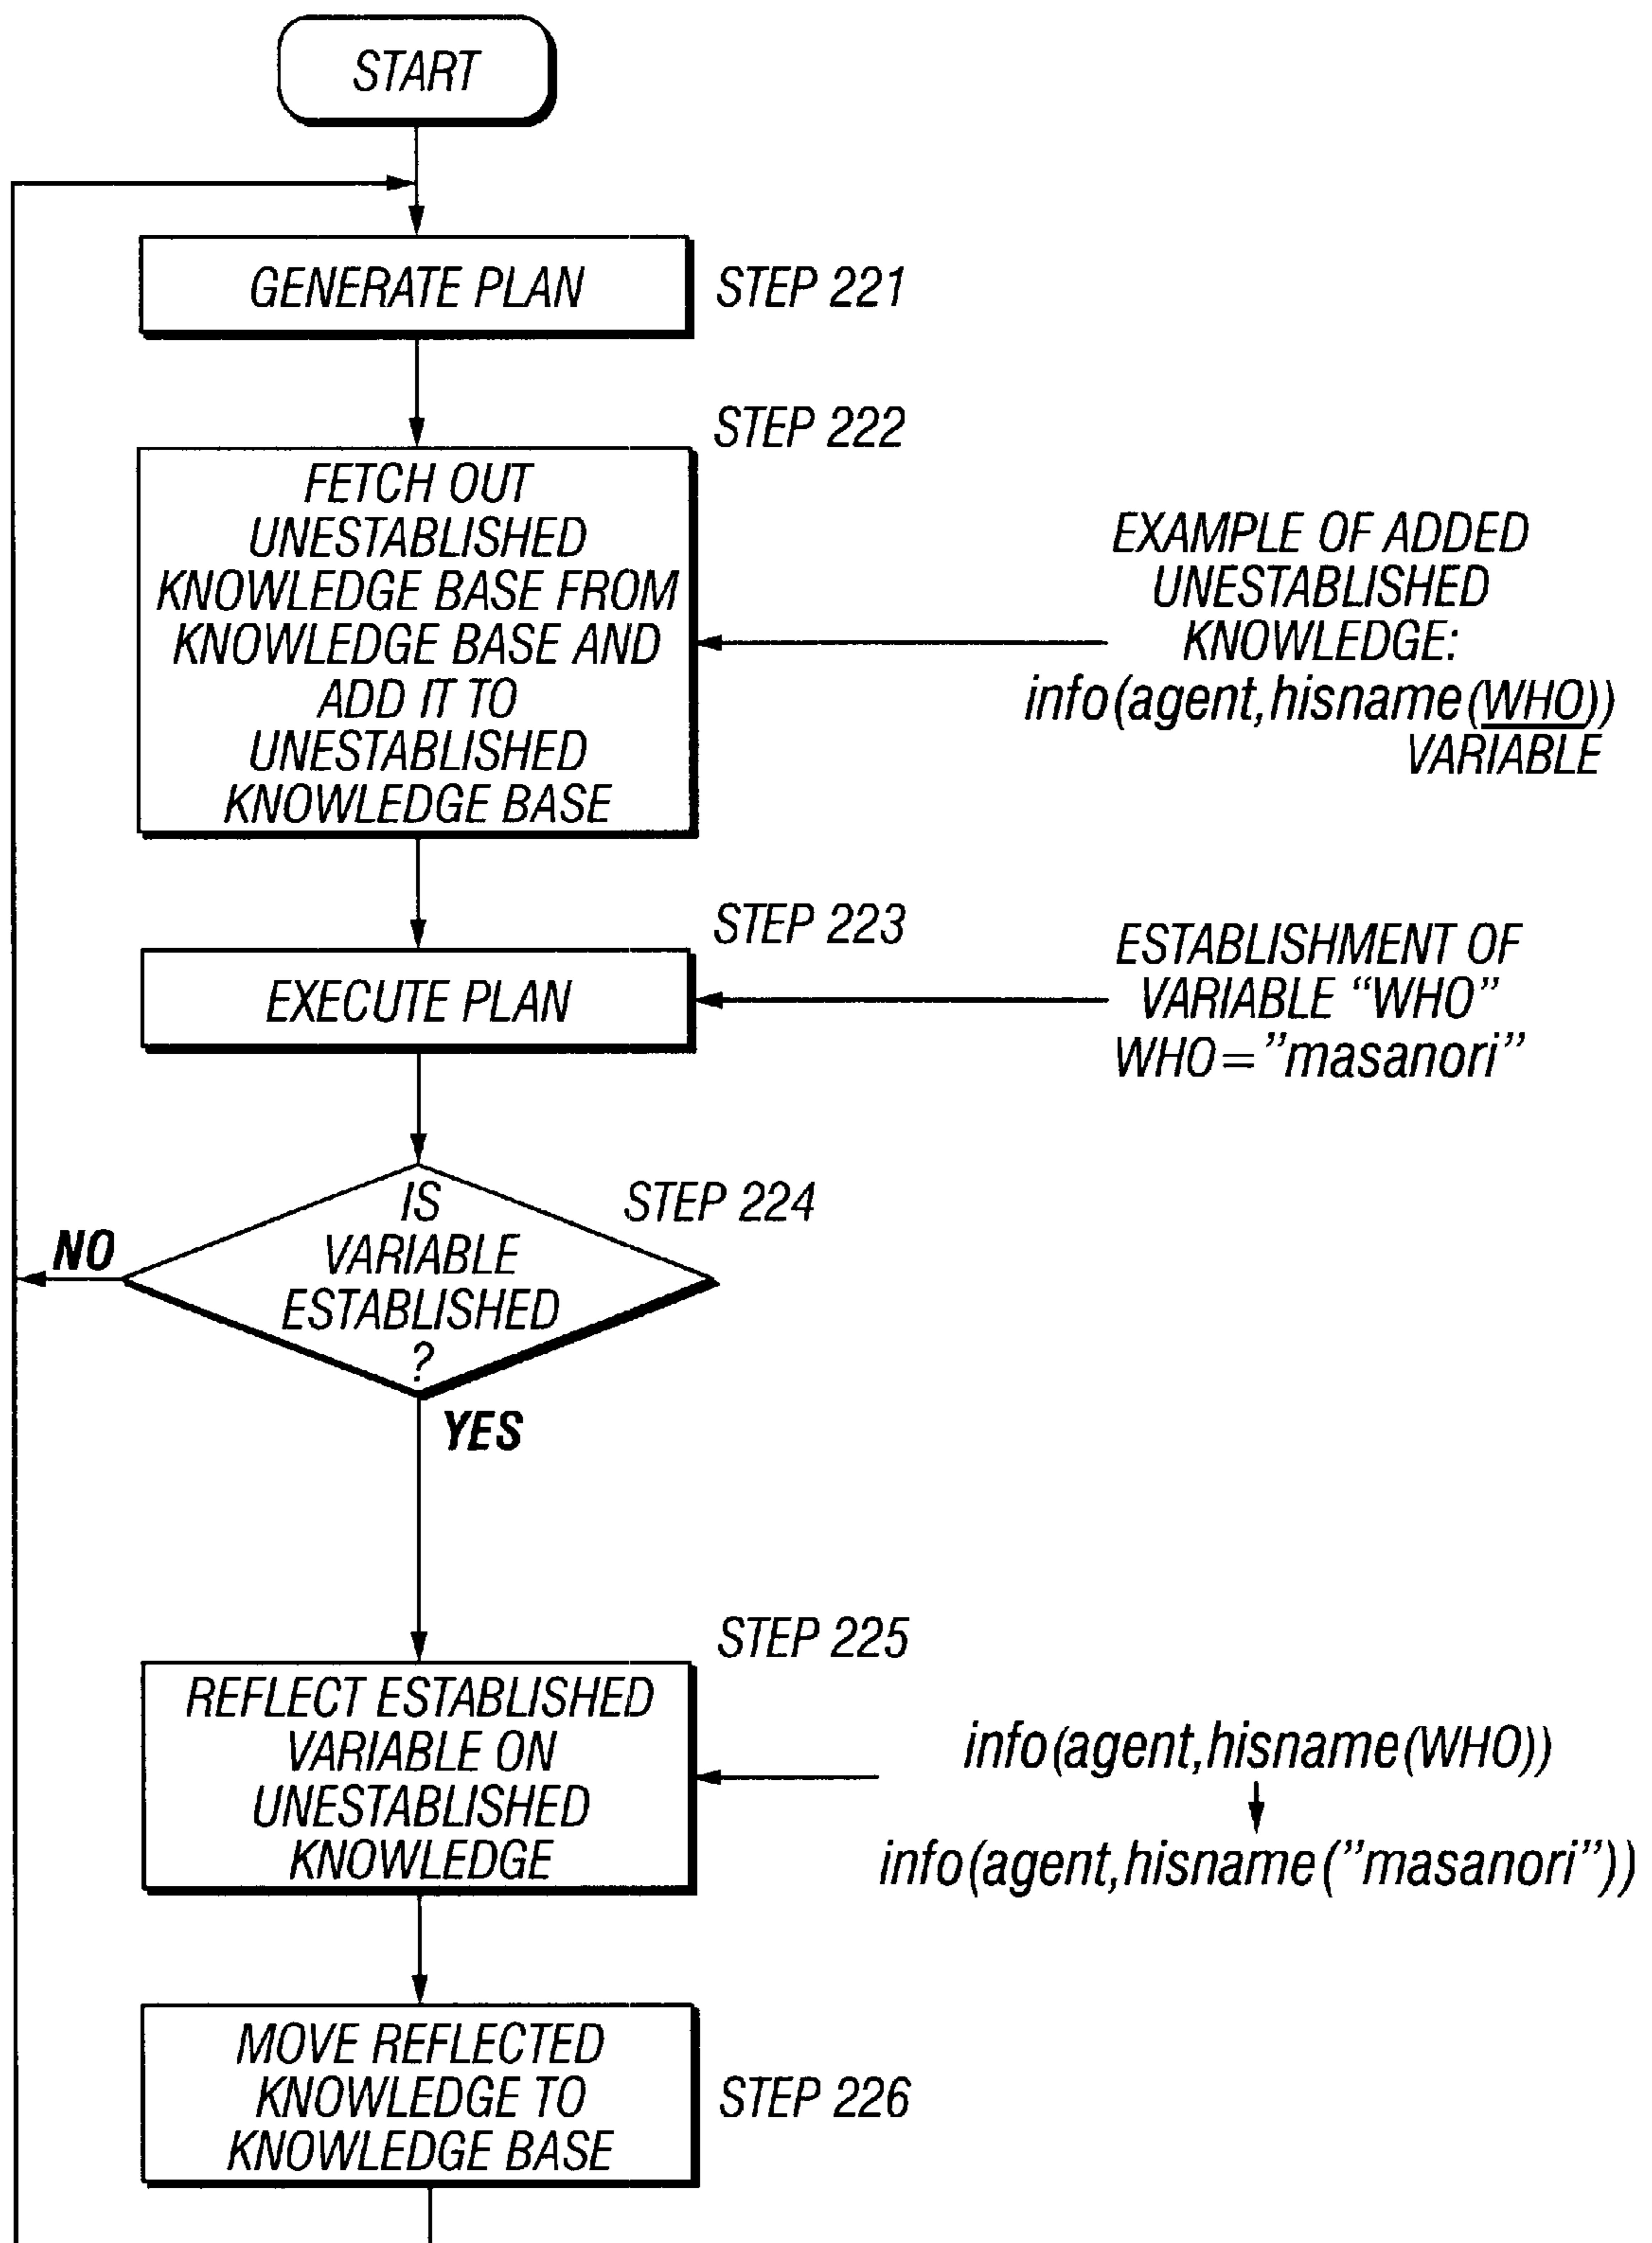 START
GENERATE PLAN
STEP 221
STEP 222
FETCH OUT
UNESTABLISHED
KNOWLEDGE BASE FROM
KNOWLEDGE BASE AND
ADD IT TO
UNESTABLISHED
KNOWLEDGE BASE
EXAMPLE OF ADDED
UNESTABLISHED
KNOWLEDGE:
info(agent,hisname(WHO))
VARIABLE
STEP 223
EXECUTE PLAN
ESTABLISHMENT OF
VARIABLE “WHO”
WHO=”masanori”
STEP 224
IS
VARIABLE
ESTABLISHED
?
NO
YES
STEP 225
REFLECT ESTABLISHED
VARIABLE ON
UNESTABLISHED
KNOWLEDGE
info(agent,hisname(WHO))
info(agent,hisname(”masanori”))
MOVE REFLECTED
KNOWLEDGE TO
KNOWLEDGE BASE
STEP 226